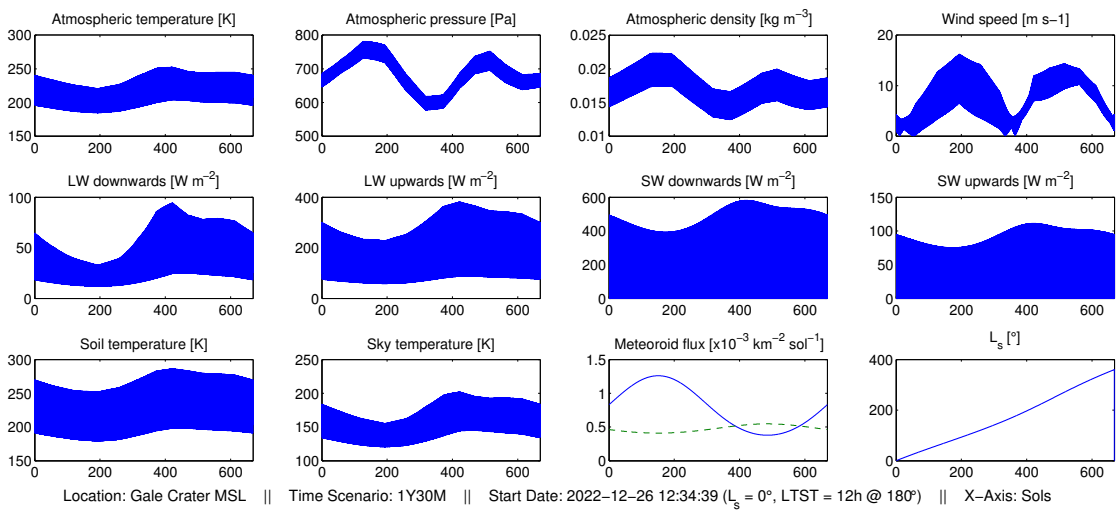 Atmospheric temperature [K]
300
250
200
150
0 200 400 600
Atmospheric pressure [Pa]
800
700
600
500
0 200 400 600
Atmospheric density [kg m⁻³]
0.025
0.02
0.015
0.01
0 200 400 600
Wind speed [m s−1]
20
10
0
0 200 400 600
LW downwards [W m⁻²]
100
50
0
0 200 400 600
LW upwards [W m⁻²]
400
200
0
0 200 400 600
SW downwards [W m⁻²]
600
400
200
0
0 200 400 600
SW upwards [W m⁻²]
150
100
50
0
0 200 400 600
Soil temperature [K]
300
250
200
150
0 200 400 600
Sky temperature [K]
250
200
150
100
0 200 400 600
Meteoroid flux [x10⁻³ km⁻² sol⁻¹]
1.5
1
0.5
0
0 200 400 600
Lₛ [°]
400
200
0
0 200 400 600
Location: Gale Crater MSL || Time Scenario: 1Y30M || Start Date: 2022−12−26 12:34:39 (Lₛ = 0°, LTST = 12h @ 180°) || X−Axis: Sols